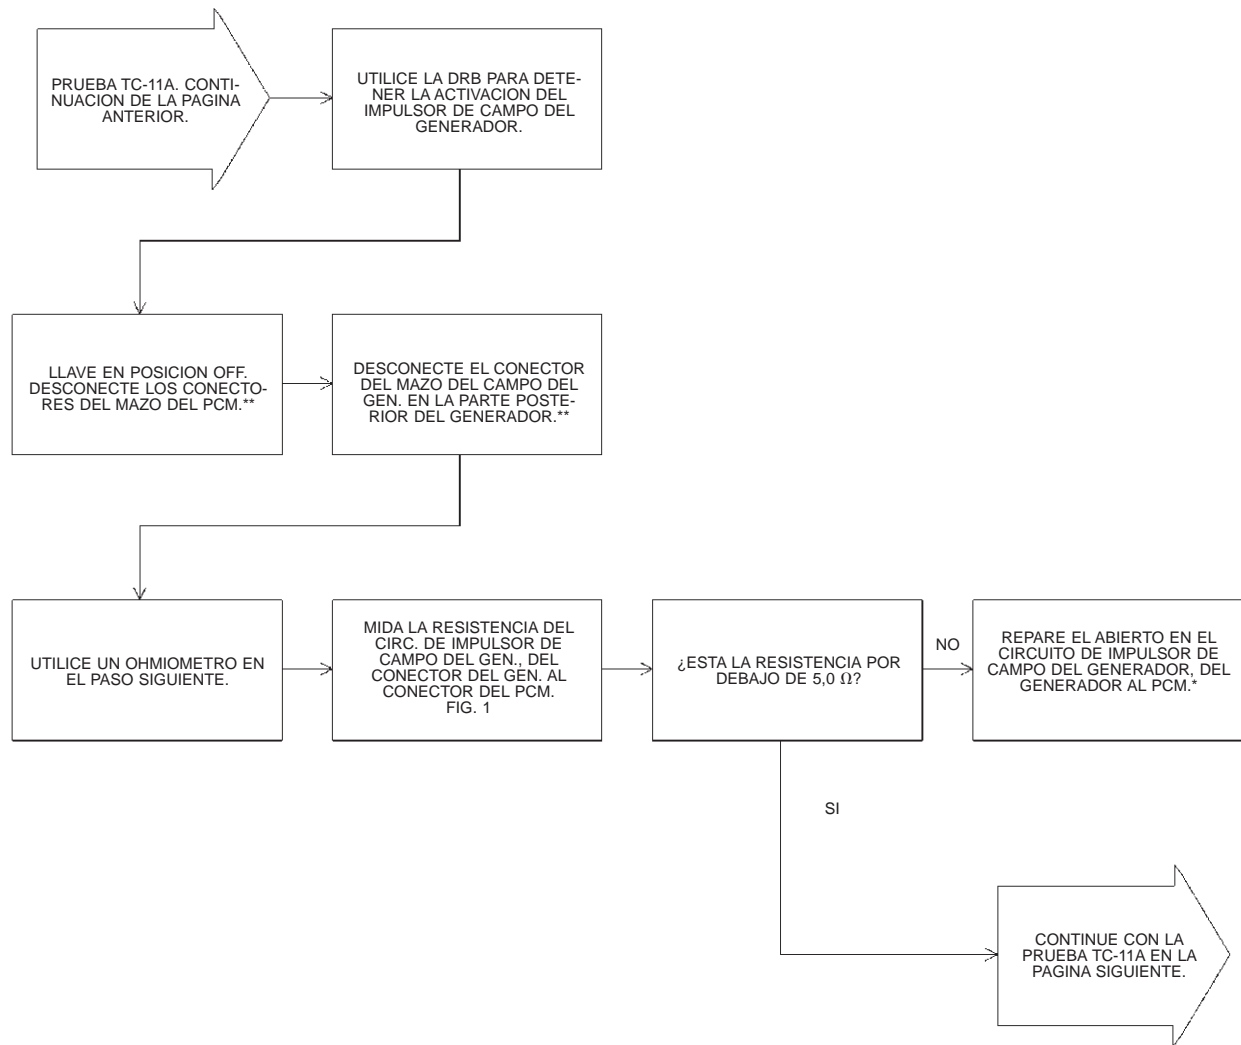 PRUEBA TC-11A. CONTI-
NUACION DE LA PAGINA
ANTERIOR.
UTILICE LA DRB PARA DETE-
NER LA ACTIVACION DEL
IMPULSOR DE CAMPO DEL
GENERADOR.
LLAVE EN POSICION OFF.
DESCONECTE LOS CONECTO-
RES DEL MAZO DEL PCM.**
DESCONECTE EL CONECTOR
DEL MAZO DEL CAMPO DEL
GEN. EN LA PARTE POSTE-
RIOR DEL GENERADOR.**
UTILICE UN OHMIOMETRO EN
EL PASO SIGUIENTE.
MIDA LA RESISTENCIA DEL
CIRC. DE IMPULSOR DE
CAMPO DEL GEN., DEL
CONECTOR DEL GEN. AL
CONECTOR DEL PCM.
FIG. 1
¿ESTA LA RESISTENCIA POR
DEBAJO DE 5,0 Ω?
NO
REPARE EL ABIERTO EN EL
CIRCUITO DE IMPULSOR DE
CAMPO DEL GENERADOR, DEL
GENERADOR AL PCM.*
SI
CONTINUE CON LA
PRUEBA TC-11A EN LA
PAGINA SIGUIENTE.